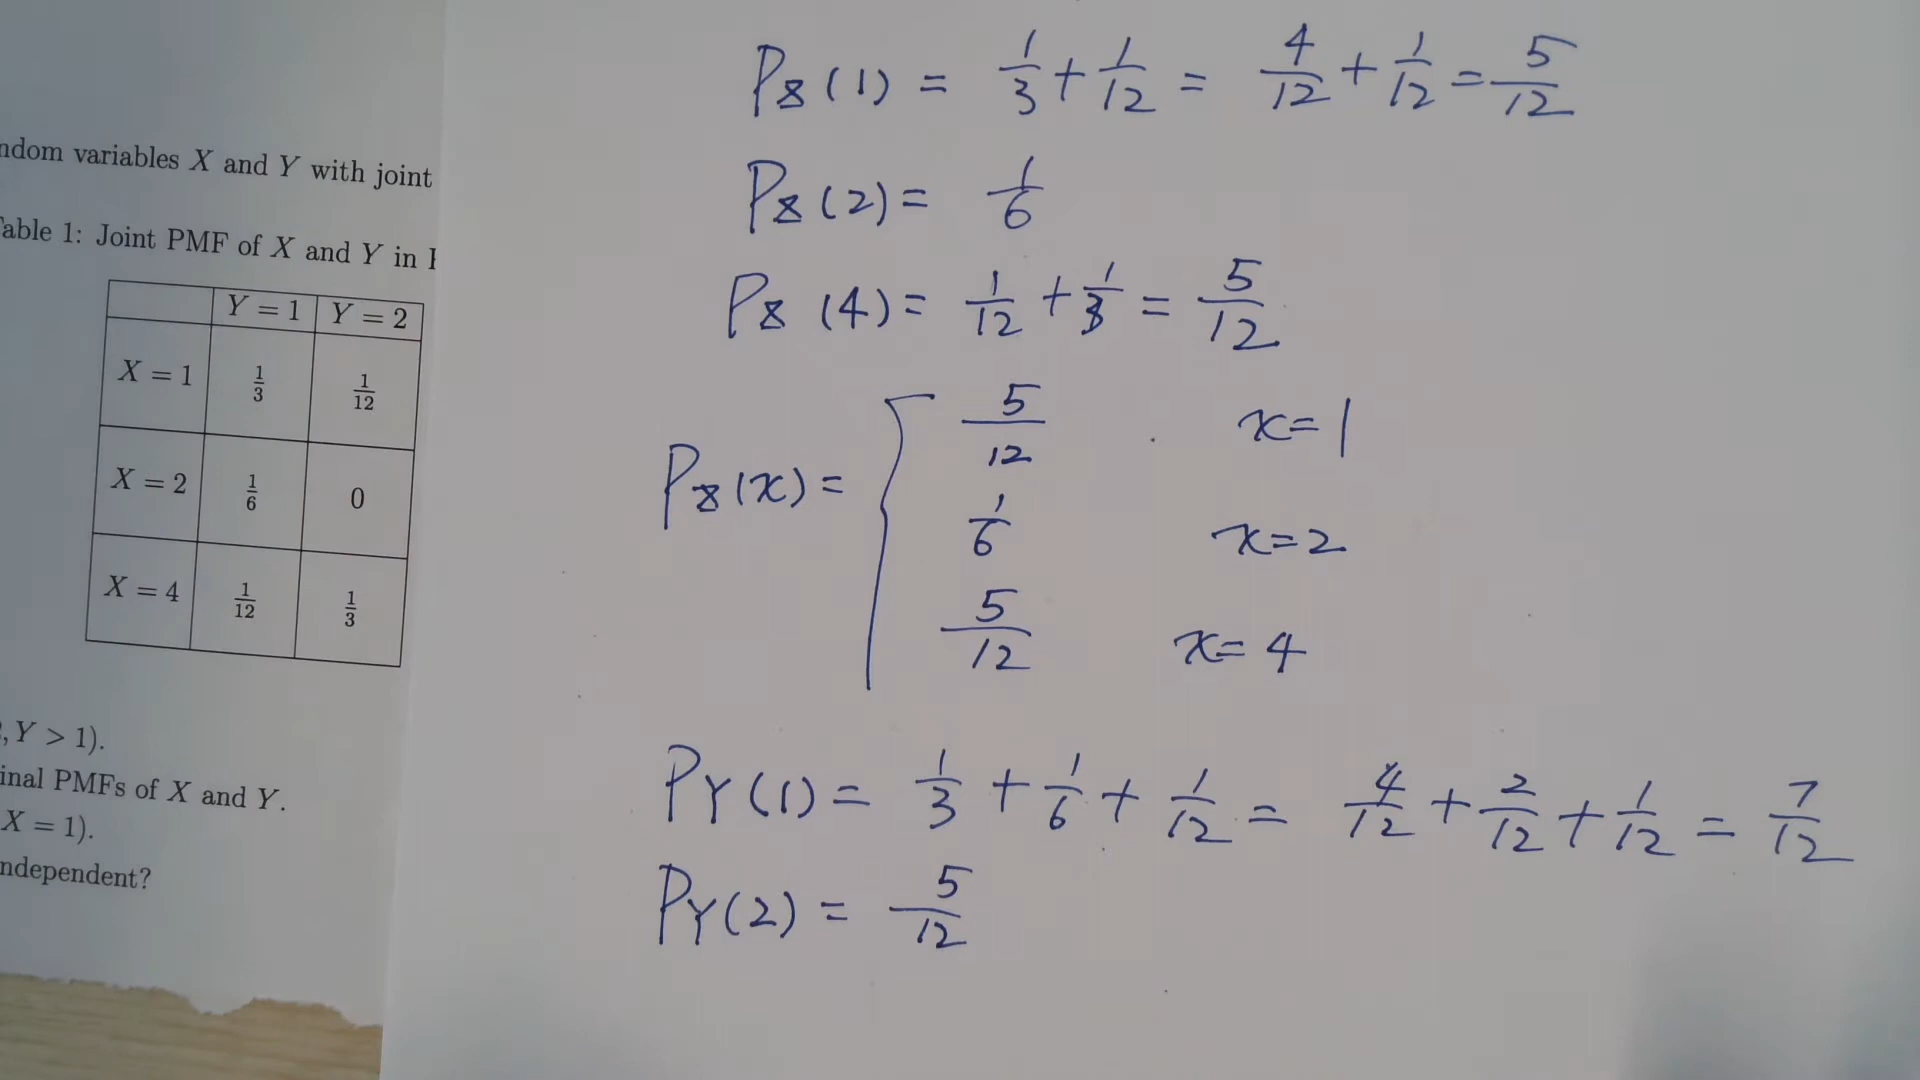 ndom variables X and Y with joint
able 1: Joint PMF of X and Y in
Y = 1 Y = 2
X = 1 1/3 1/12
X = 2 1/6 0
X = 4 1/12 1/3
, Y > 1).
inal PMFs of X and Y.
X = 1).
ndependent?
PX(1) = 1/3 + 1/12 = 4/12 + 1/12 = 5/12
PX(2) = 1/6
PX(4) = 1/12 + 1/3 = 5/12
PX(x) = {
5/12 x=1
1/6 x=2
5/12 x=4
PY(1) = 1/3 + 1/6 + 1/12 = 4/12 + 2/12 + 1/12 = 7/12
PY(2) = 5/12